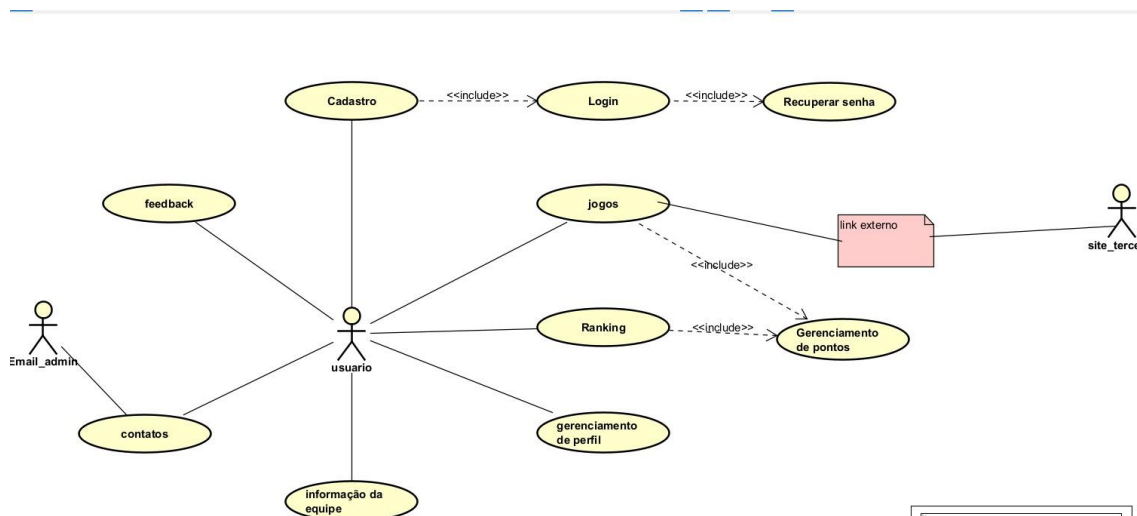 Cadastro
<<include>>
Login
<<include>>
Recuperar senha
feedback
jogos
link externo
site_terce
<<include>>
Email_admin
usuario
Ranking
<<include>>
Gerenciamento
de pontos
contatos
gerenciamento
de perfil
informação da
equipe